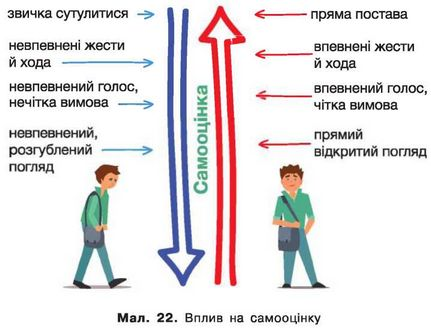 звичка сутулитися
невпевнені жести
й хода
невпевнений голос,
нечітка вимова
невпевнений,
розгублений
погляд
Самооцінка
пряма постава
впевнені жести
й хода
впевнений голос,
чітка вимова
прямий
відкритий погляд
Мал. 22. Вплив на самооцінку